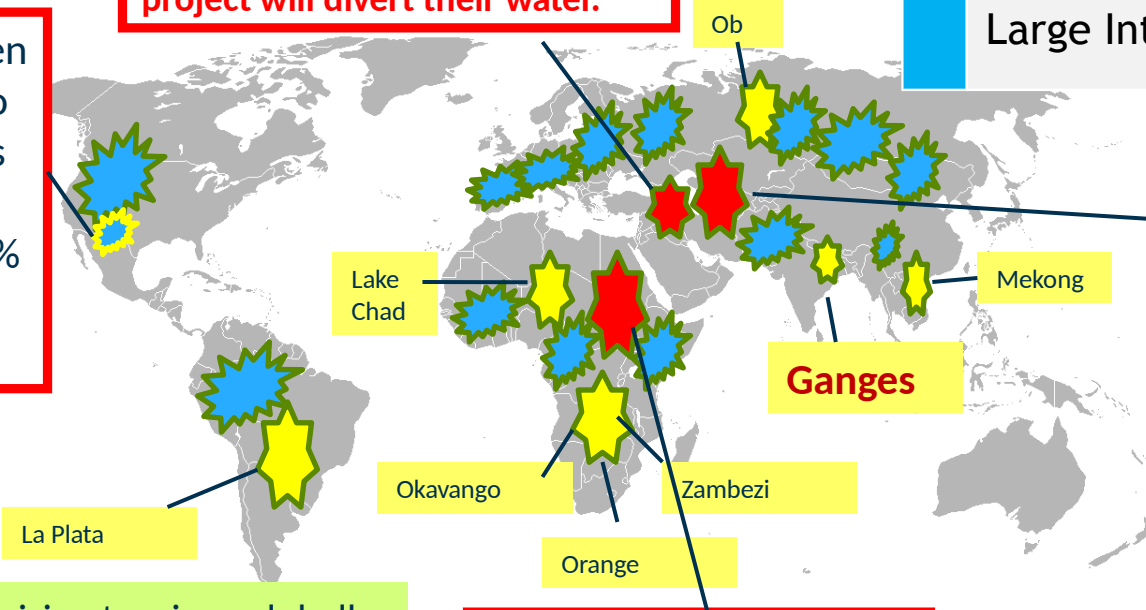 project will divert their water.
Ob
Large Int
en
%
Lake
Chad
Mekong
Ganges
Okavango
Zambezi
La Plata
Orange